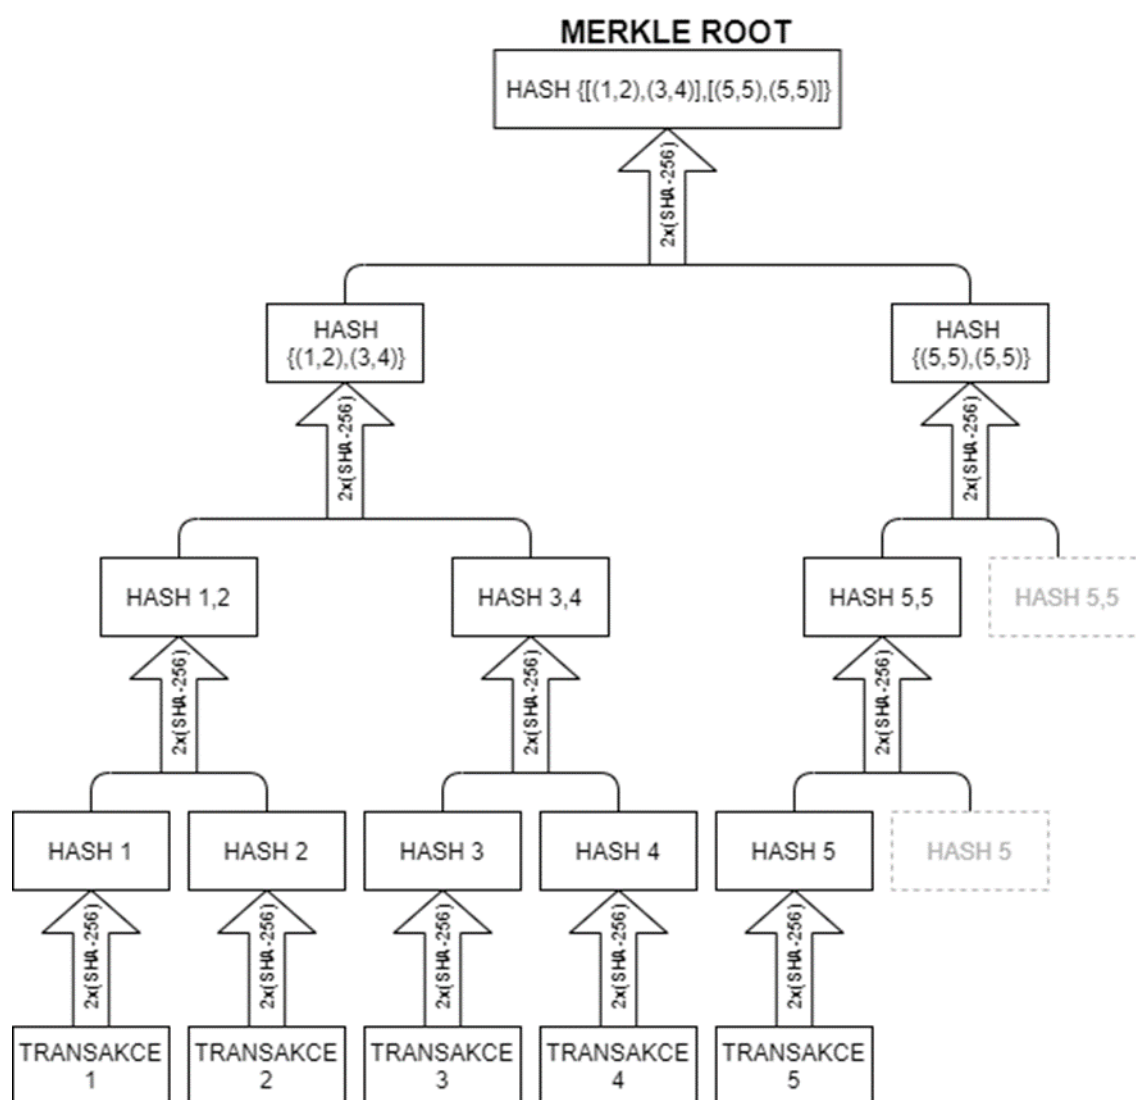 MERKLE ROOT
HASH {[(1,2),(3,4)],[(5,5),(5,5)]}
2x(SHA-256)
HASH
{(1,2),(3,4)}
HASH
{(5,5),(5,5)}
2x(SHA-256)
2x(SHA-256)
HASH 1,2
HASH 3,4
HASH 5,5
HASH 5,5
2x(SHA-256)
2x(SHA-256)
2x(SHA-256)
HASH 1
HASH 2
HASH 3
HASH 4
HASH 5
HASH 5
2x(SHA-256)
2x(SHA-256)
2x(SHA-256)
2x(SHA-256)
2x(SHA-256)
TRANSAKCE
1
TRANSAKCE
2
TRANSAKCE
3
TRANSAKCE
4
TRANSAKCE
5